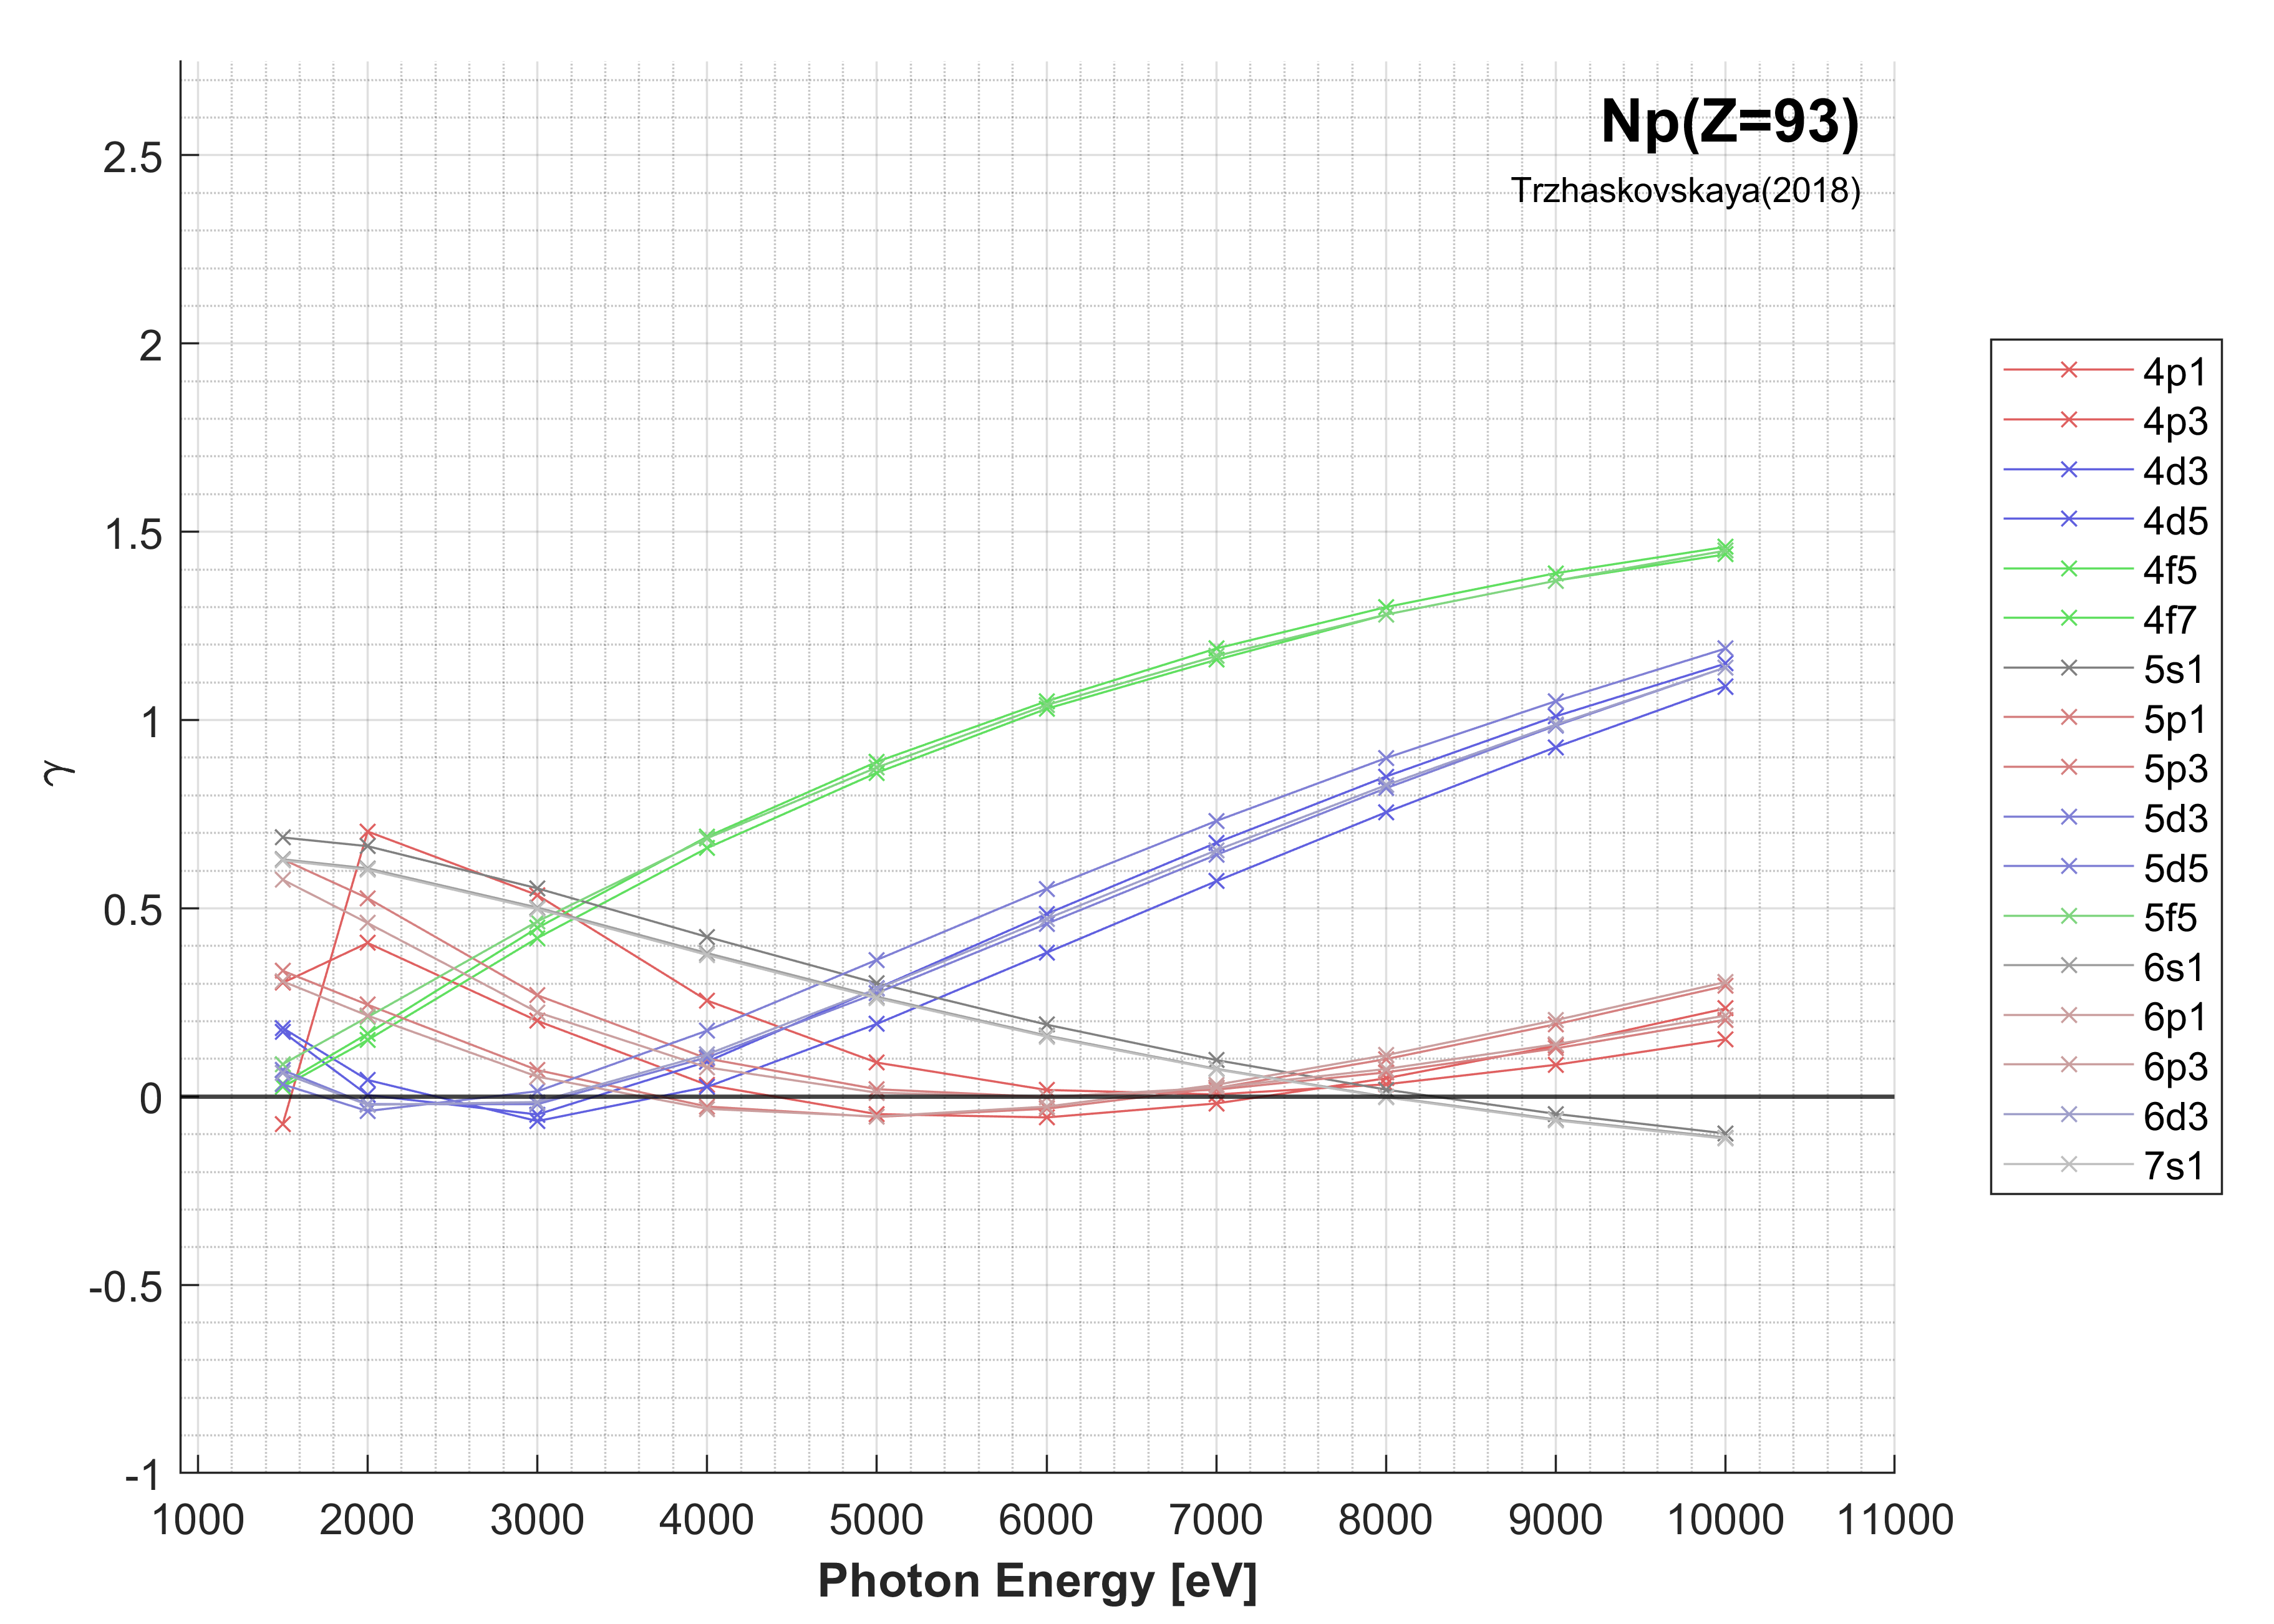 Np(Z=93)
Trzhaskovskaya(2018)
2.5
2
1.5
1
0.5
0
-0.5
-1
γ
1000 2000 3000 4000 5000 6000 7000 8000 9000 10000 11000
Photon Energy [eV]
4p1
4p3
4d3
4d5
4f5
4f7
5s1
5p1
5p3
5d3
5d5
5f5
6s1
6p1
6p3
6d3
7s1